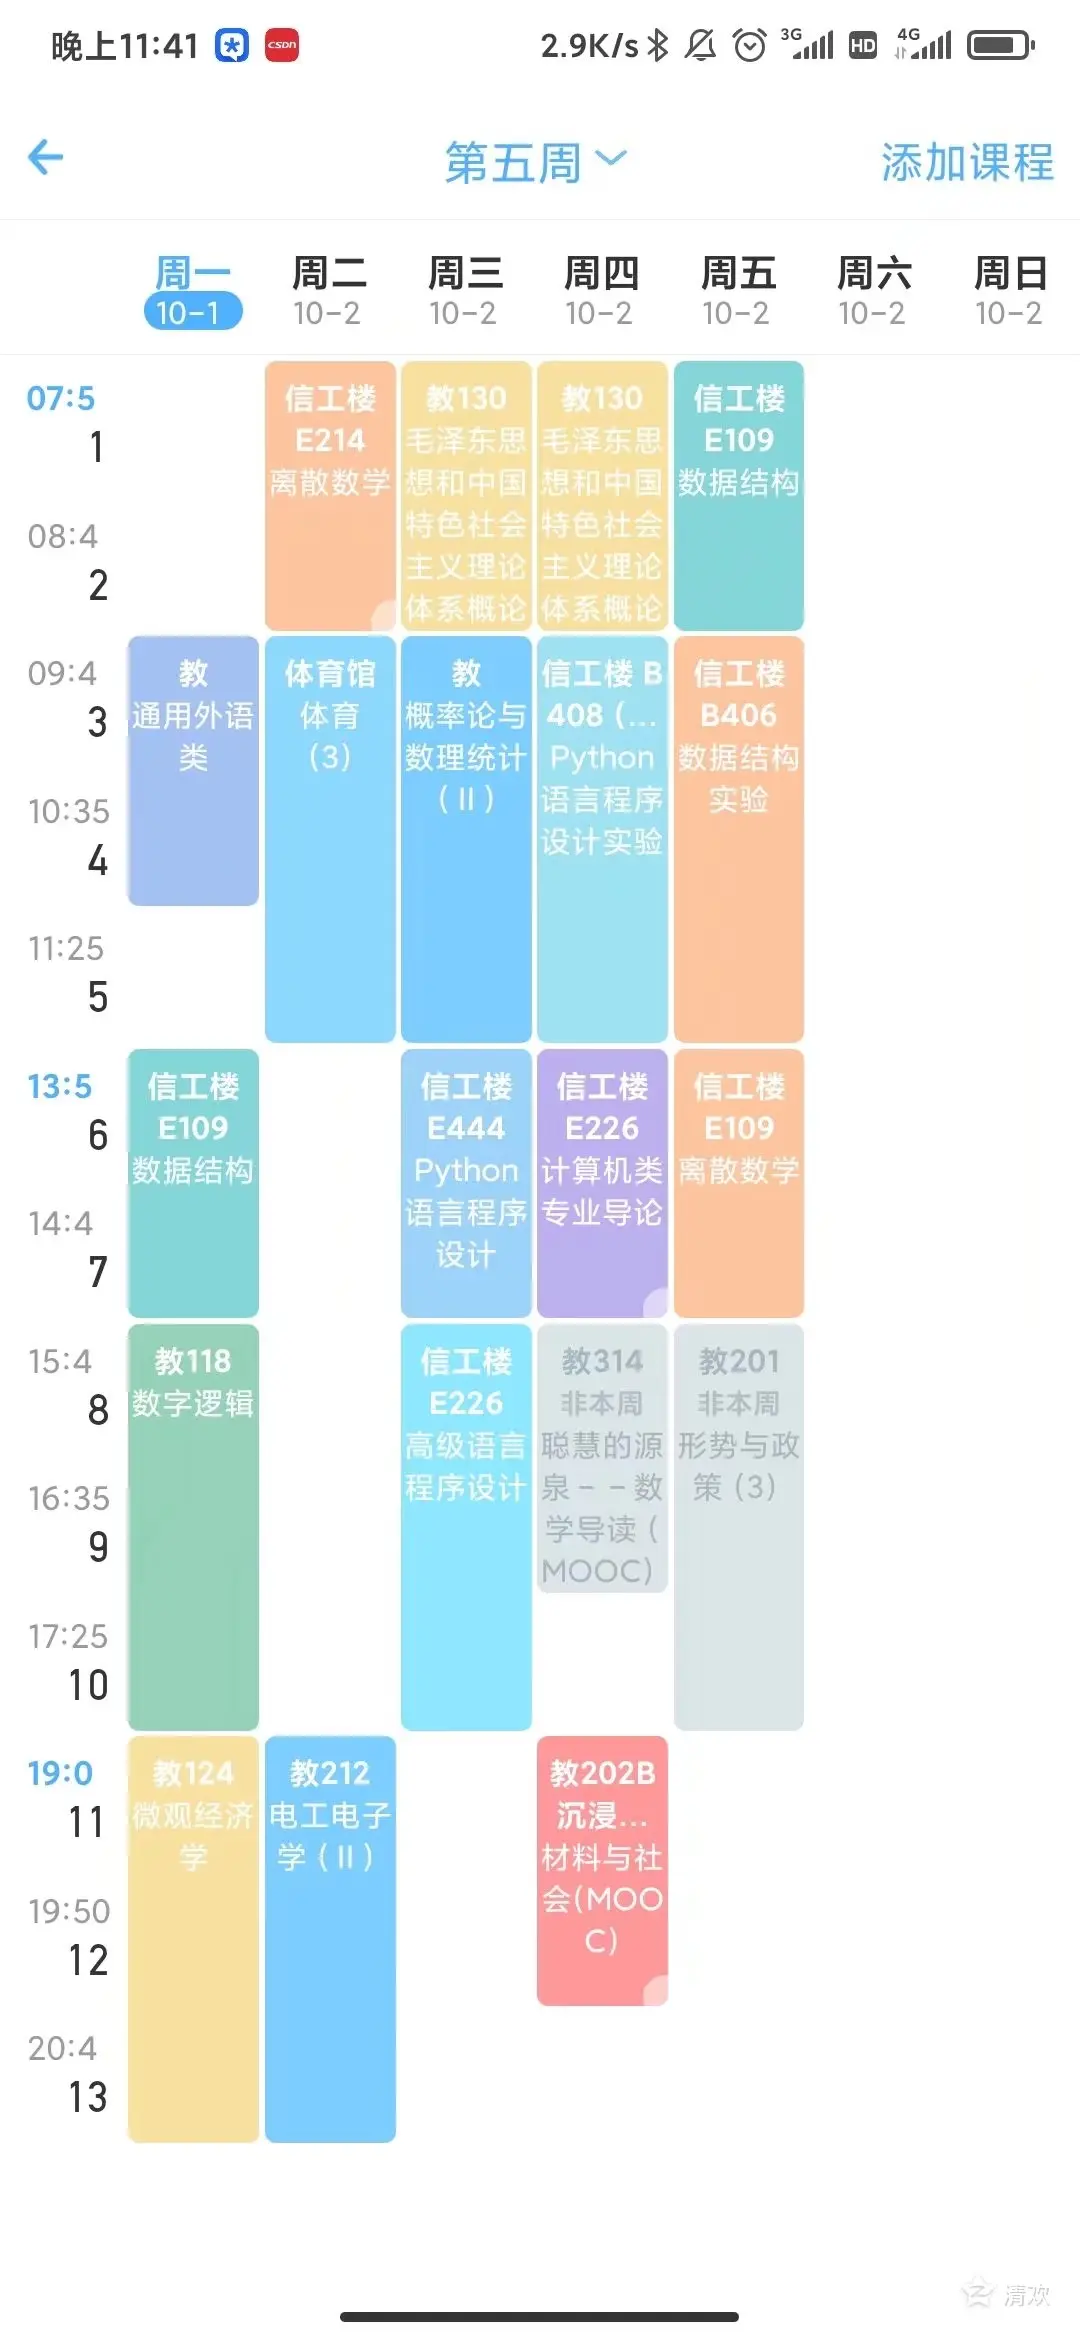 晚上11:41 CSDN 2.9K/s 3G HD 4G
第五周 添加课程
周一 周二 周三 周四 周五 周六 周日
10-1 10-2 10-2 10-2 10-2 10-2 10-2
07:5
1
08:4
2
09:4
3
10:35
4
11:25
5
13:5
6
14:4
7
15:4
8
16:35
9
17:25
10
19:0
11
19:50
12
20:4
13
教
通用外语
类
信工楼
E109
数据结构
教118
数字逻辑
教124
微观经济
学
信工楼
E214
离散数学
体育馆
体育
(3)
教212
电工电子
学(II)
教130
毛泽东思
想和中国
特色社会
主义理论
体系概论
教
概率论与
数理统计
(II)
信工楼
E444
Python
语言程序
设计
信工楼
E226
高级语言
程序设计
教130
毛泽东思
想和中国
特色社会
主义理论
体系概论
信工楼 B
408 (...
Python
语言程序
设计实验
信工楼
E226
计算机类
专业导论
教314
非本周
聪慧的源
泉--数
学导读(
MOOC)
教202B
沉浸...
材料与社
会(MOO
C)
信工楼
E109
数据结构
信工楼
B406
数据结构
实验
信工楼
E109
离散数学
教201
非本周
形势与政
策(3)
清欢